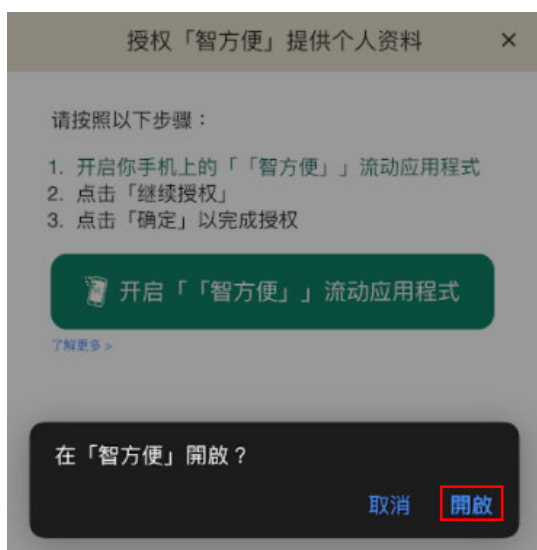 授权「智方便」提供个人资料 ×
请按照以下步骤：
1. 开启你手机上的「「智方便」」流动应用程式
2. 点击「继续授权」
3. 点击「确定」以完成授权
开启「「智方便」」流动应用程式
了解更多 >
在「智方便」開啟？
取消 開啟